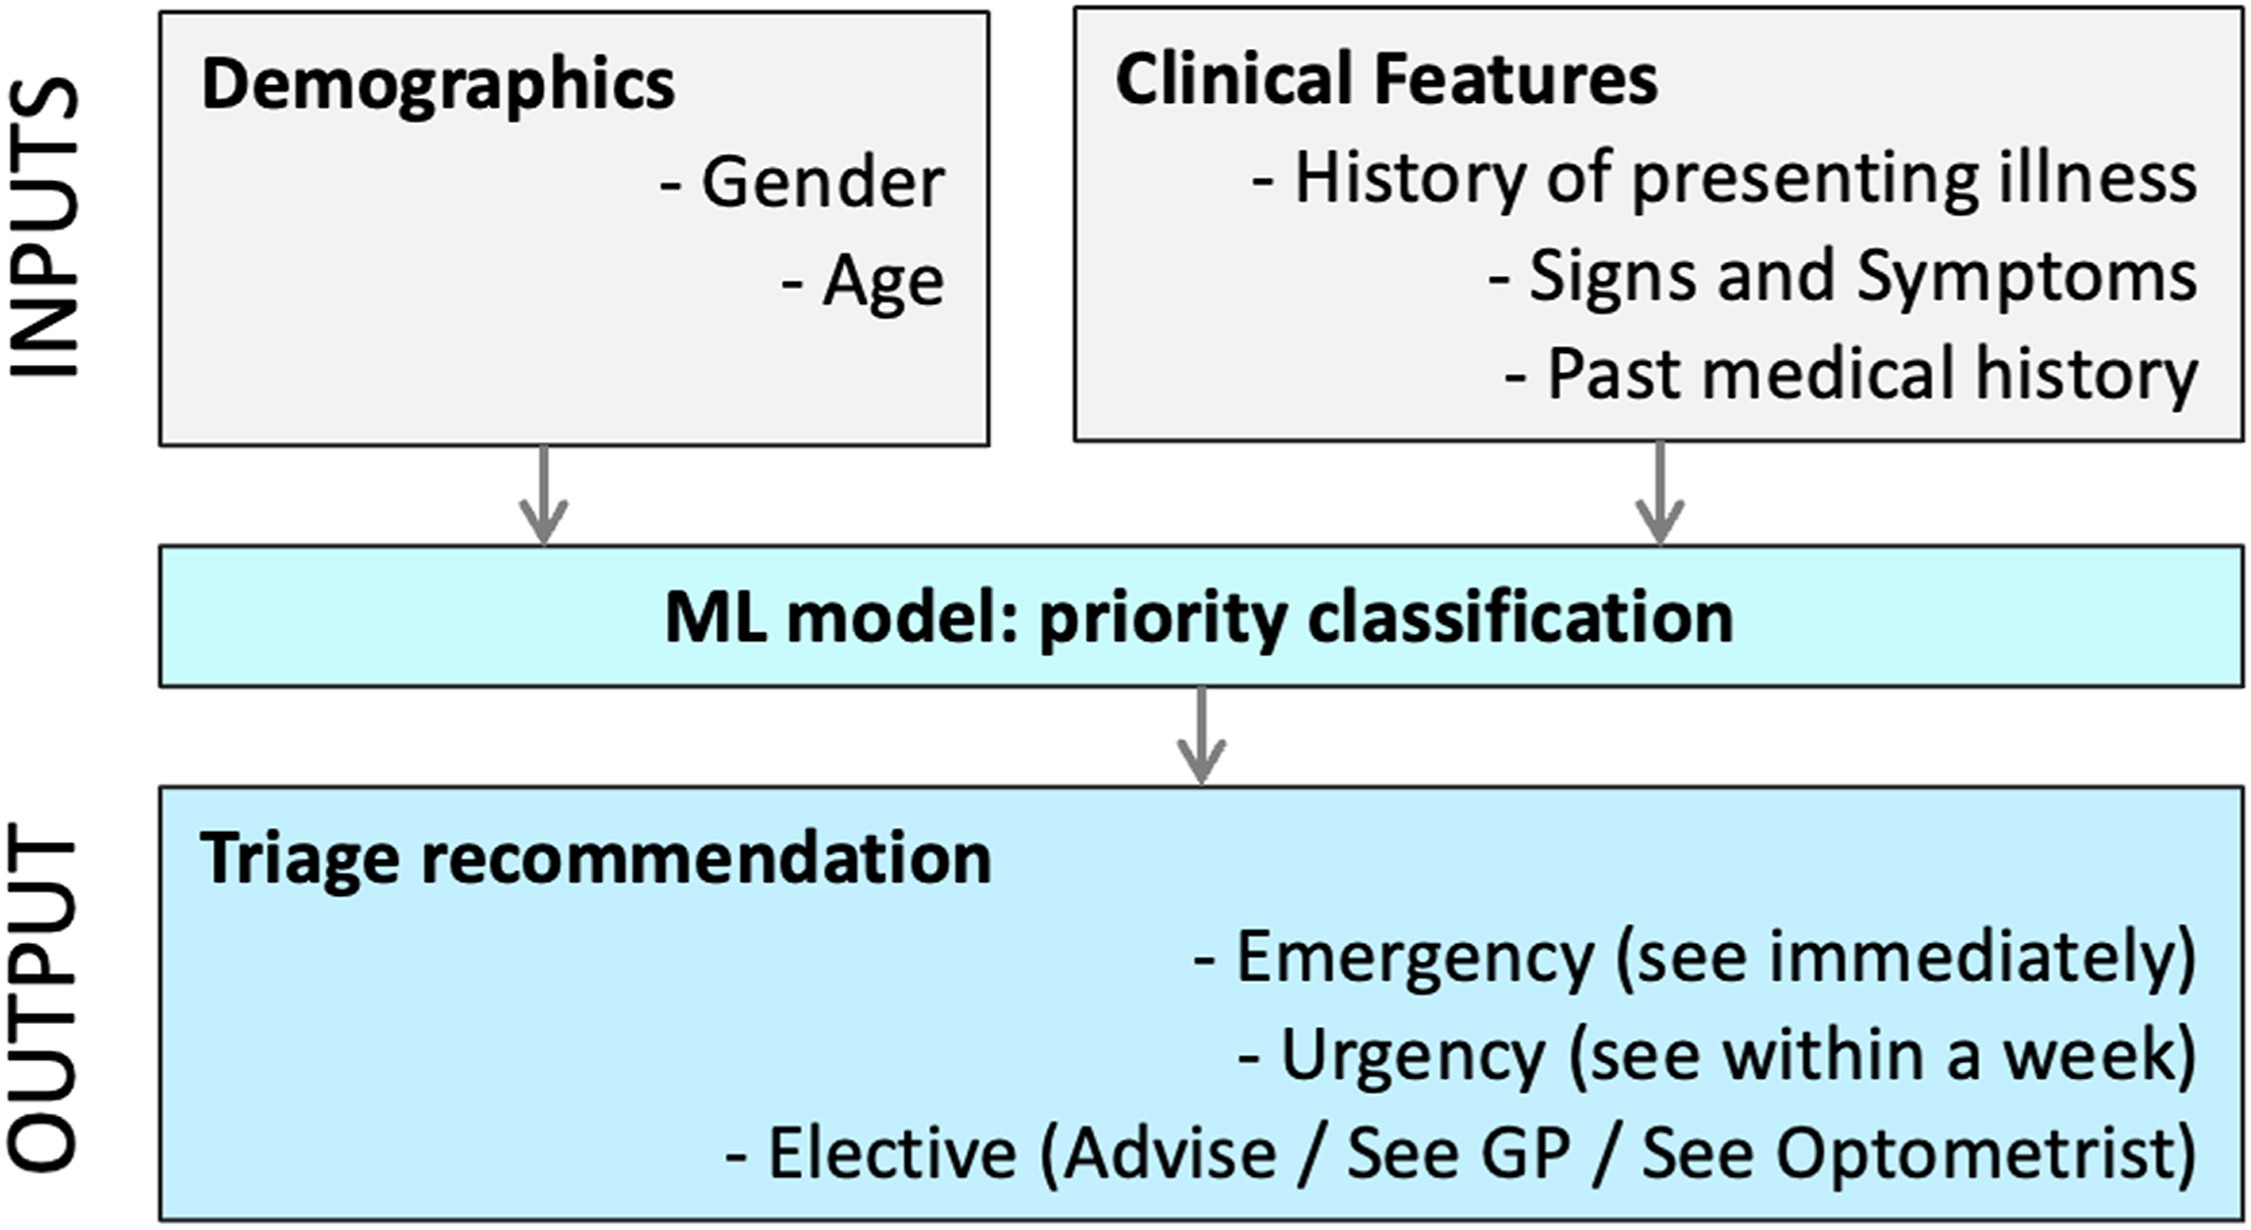 INPUTS
Demographics
- Gender
- Age
Clinical Features
- History of presenting illness
- Signs and Symptoms
- Past medical history
ML model: priority classification
OUTPUT
Triage recommendation
- Emergency (see immediately)
- Urgency (see within a week)
- Elective (Advise / See GP / See Optometrist)